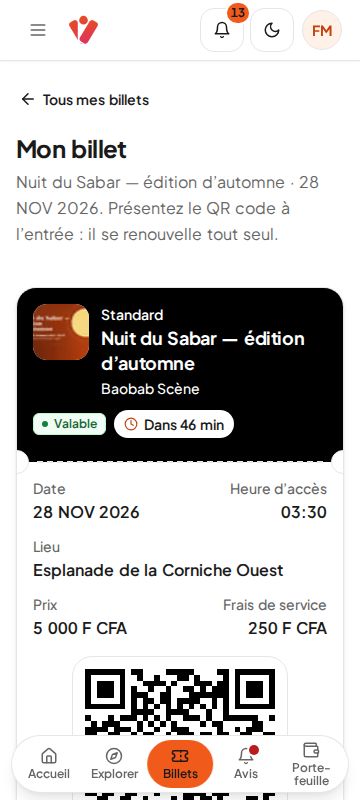 13
FM
Tous mes billets
Mon billet
Nuit du Sabar — édition d’automne · 28
NOV 2026. Présentez le QR code à
l’entrée : il se renouvelle tout seul.
Standard
Nuit du Sabar — édition
d’automne
Baobab Scène
Valable
Dans 46 min
Date
Heure d’accès
28 NOV 2026
03:30
Lieu
Esplanade de la Corniche Ouest
Prix
Frais de service
5 000 F CFA
250 F CFA
Accueil
Explorer
Billets
Avis
Porte-
feuille